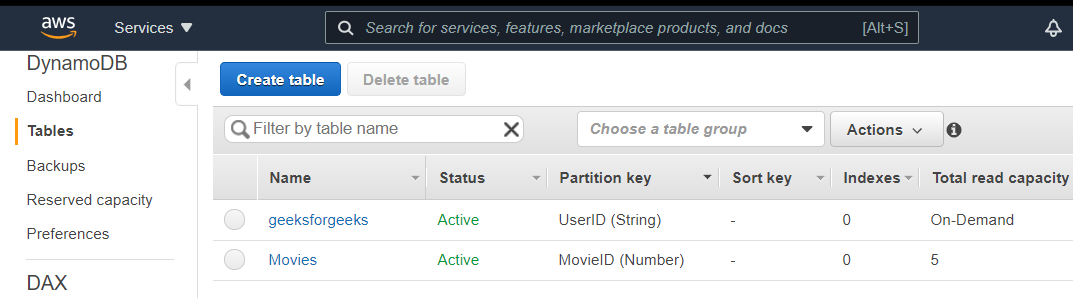 aws Services Search for services, features, marketplace products, and docs [Alt+S]
DynamoDB
Dashboard
Tables
Backups
Reserved capacity
Preferences
DAX
Create table Delete table
Filter by table name Choose a table group Actions
Name Status Partition key Sort key Indexes Total read capacity
geeksforgeeks Active UserID (String) - 0 On-Demand
Movies Active MovieID (Number) - 0 5